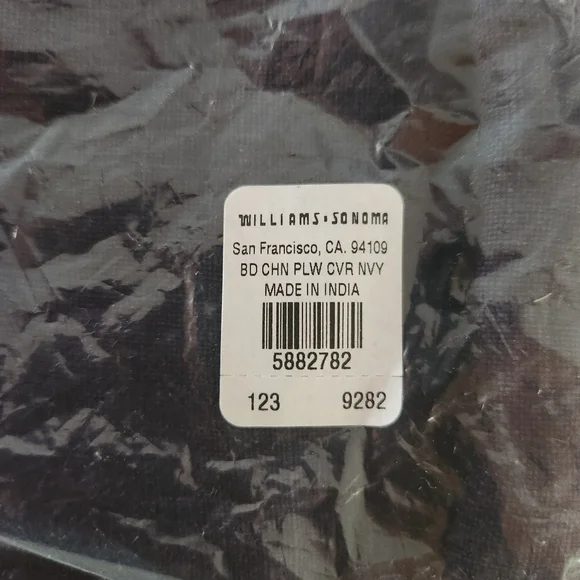 WILLIAMS-SONOMA
San Francisco, CA. 94109
BD CHN PLW CVR NVY
MADE IN INDIA
5882782
123 9282